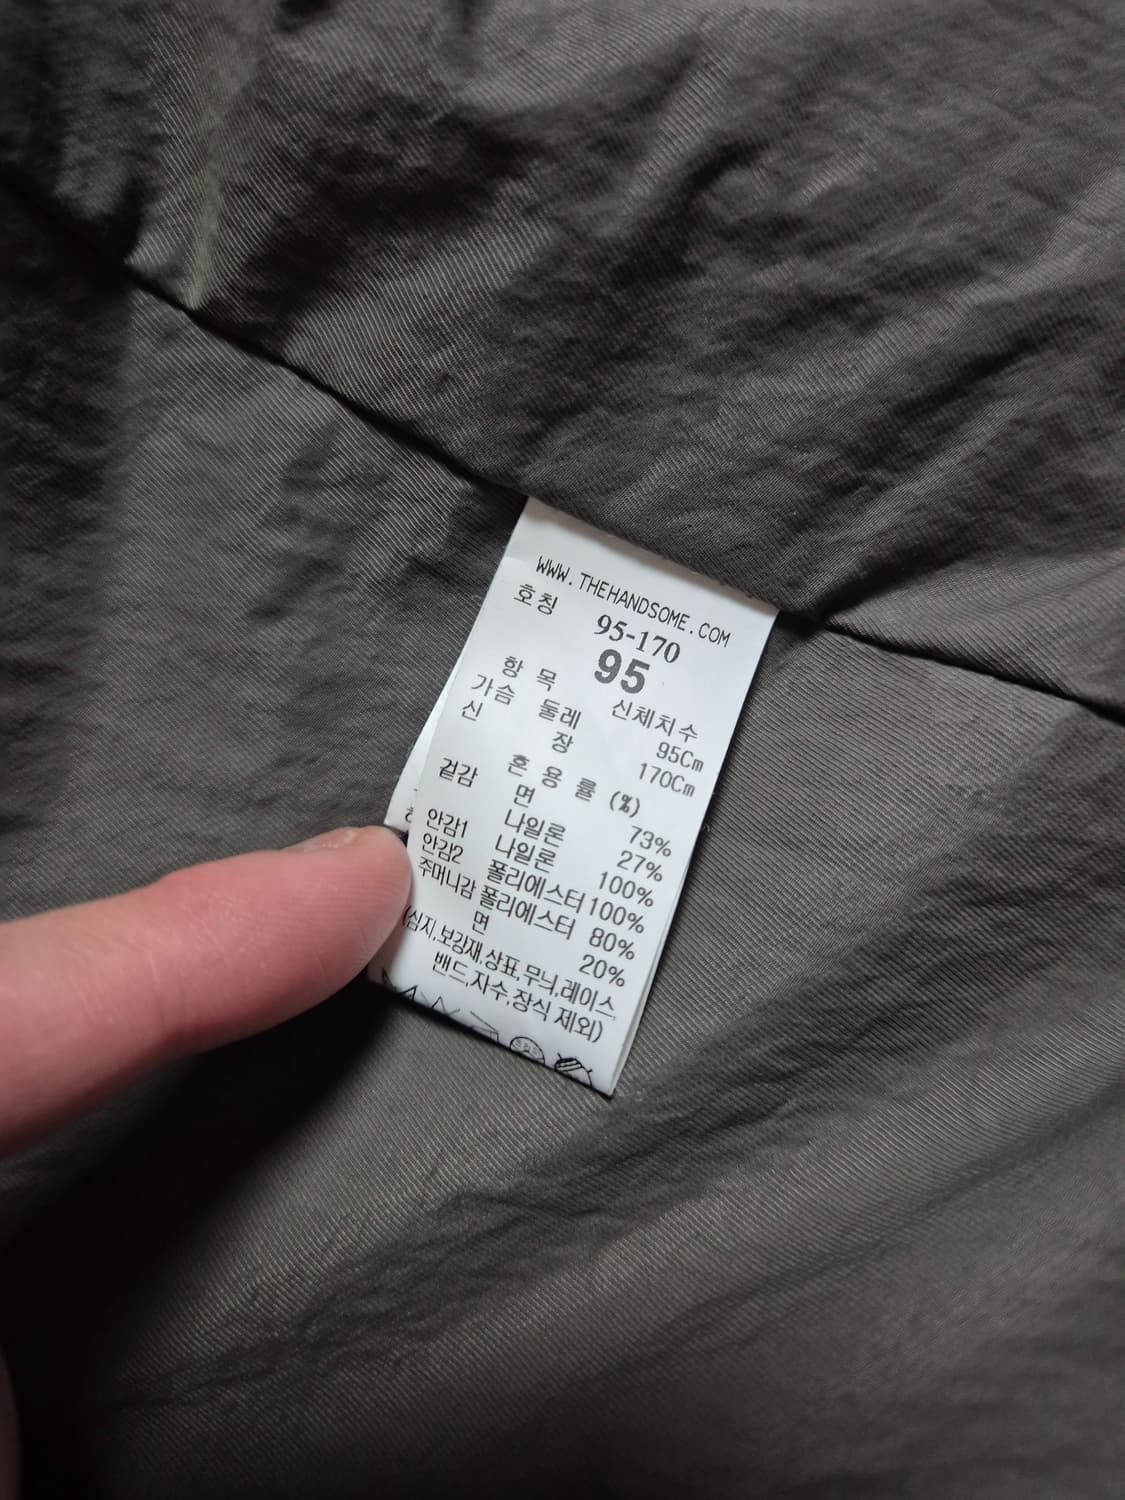 WWW.THEHANDSOME.COM
호칭 95-170
95
항 목 신체치수
가슴 둘레 95Cm
신 장 170Cm
혼 용 률 (%)
겉감 면 73%
나일론 27%
안감1 나일론 100%
안감2 폴리에스터 100%
주머니감 폴리에스터 80%
면 20%
(심지,보강재,상표,무늬,레이스,
밴드,자수,장식 제외)